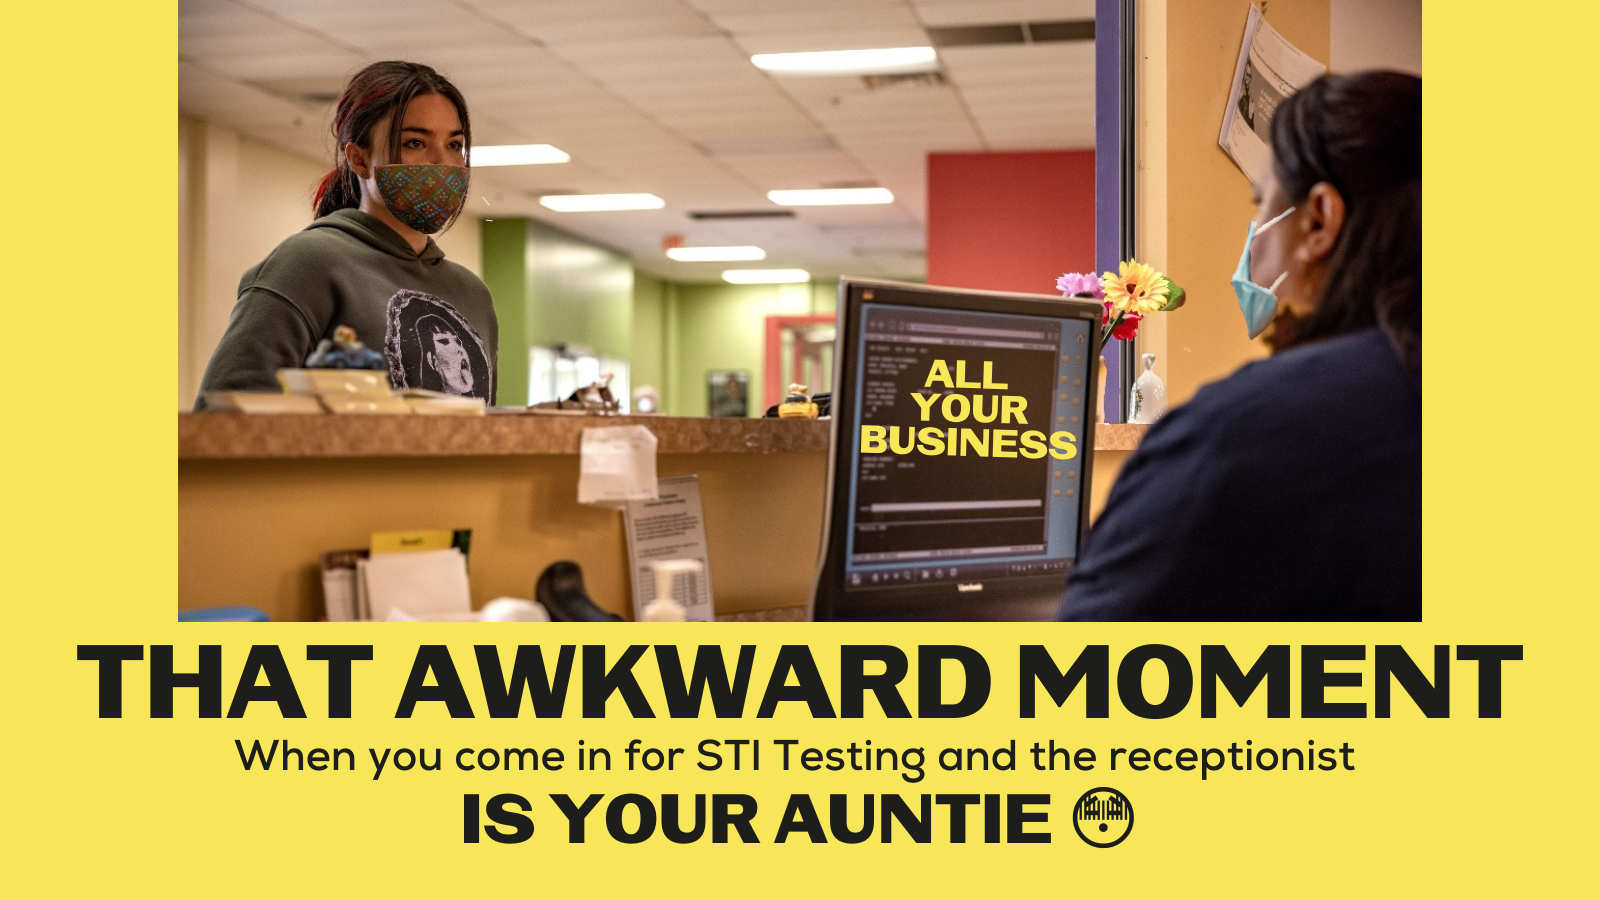 ALL
YOUR
BUSINESS
THAT AWKWARD MOMENT
When you come in for STI Testing and the receptionist
IS YOUR AUNTIE